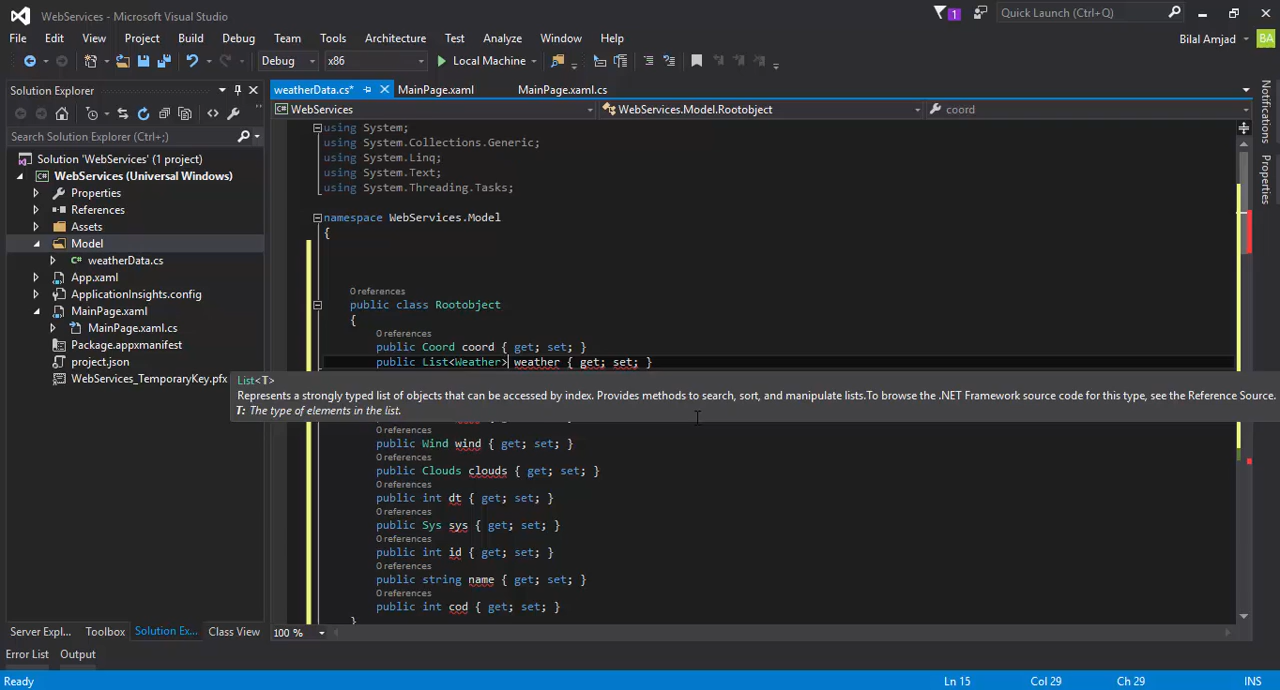 WebServices - Microsoft Visual Studio
1
Quick Launch (Ctrl+Q)
File Edit View Project Build Debug Team Tools Architecture Test Analyze Window Help
Bilal Amjad
BA
Debug
x86
Local Machine
Solution Explorer
weatherData.cs*
MainPage.xaml
MainPage.xaml.cs
WebServices
WebServices.Model.Rootobject
coord
Search Solution Explorer (Ctrl+;)
Solution 'WebServices' (1 project)
WebServices (Universal Windows)
Properties
References
Assets
Model
weatherData.cs
App.xaml
ApplicationInsights.config
MainPage.xaml
MainPage.xaml.cs
Package.appxmanifest
project.json
WebServices_TemporaryKey.pfx
using System;
using System.Collections.Generic;
using System.Linq;
using System.Text;
using System.Threading.Tasks;
namespace WebServices.Model
{
0 references
public class Rootobject
{
0 references
public Coord coord { get; set; }
public List<Weather> weather { get; set; }
List<T>
Represents a strongly typed list of objects that can be accessed by index. Provides methods to search, sort, and manipulate lists.To browse the .NET Framework source code for this type, see the Reference Source.
T: The type of elements in the list.
0 references
public Wind wind { get; set; }
0 references
public Clouds clouds { get; set; }
0 references
public int dt { get; set; }
0 references
public Sys sys { get; set; }
0 references
public int id { get; set; }
0 references
public string name { get; set; }
0 references
public int cod { get; set; }
}
Notifications
Properties
100 %
Server Expl...
Toolbox
Solution Ex...
Class View
Error List
Output
Ready
Ln 15
Col 29
Ch 29
INS